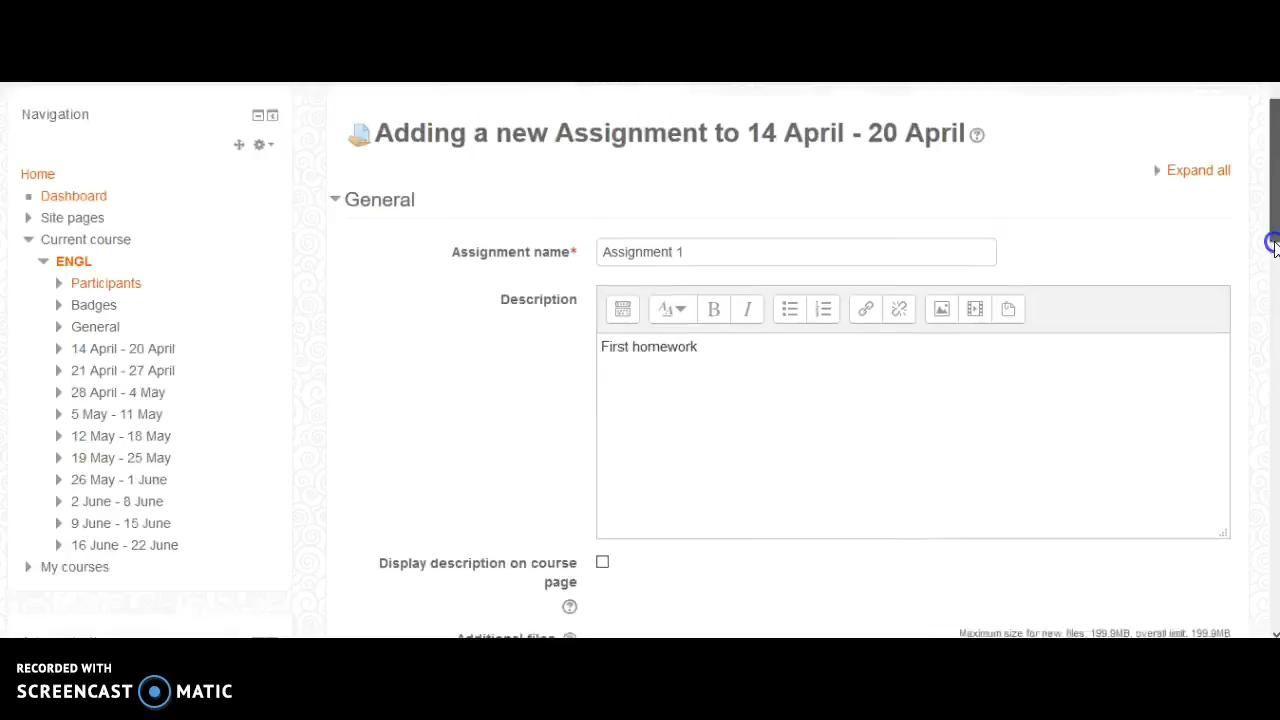 Navigation
Home
Dashboard
Site pages
Current course
ENGL
Participants
Badges
General
14 April - 20 April
21 April - 27 April
28 April - 4 May
5 May - 11 May
12 May - 18 May
19 May - 25 May
26 May - 1 June
2 June - 8 June
9 June - 15 June
16 June - 22 June
My courses
Adding a new Assignment to 14 April - 20 April
Expand all
General
Assignment name*
Assignment 1
Description
First homework
Display description on course
page
Additional files
Maximum size for new files: 199.9MB, overall limit: 199.9MB
RECORDED WITH
SCREENCAST MATIC